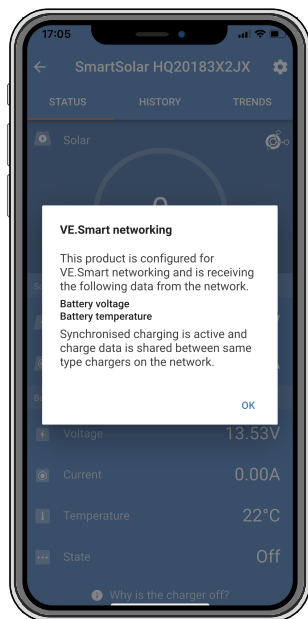 17:05
SmartSolar HQ20183X2JX
STATUS HISTORY TRENDS
Solar
VE.Smart networking
This product is configured for
VE.Smart networking and is receiving
the following data from the network.
Battery voltage
Battery temperature
Synchronised charging is active and
charge data is shared between same
type chargers on the network.
OK
Voltage 13.53V
Current 0.00A
Temperature 22°C
State Off
Why is the charger off?